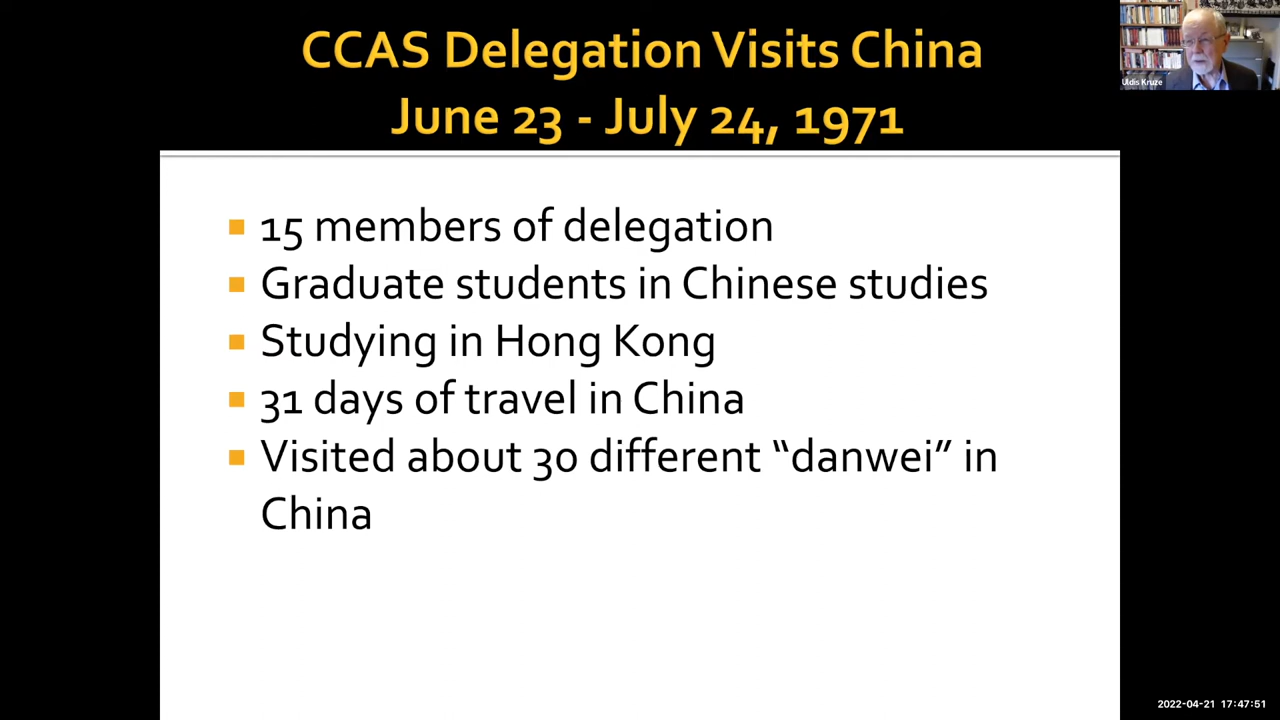 CCAS Delegation Visits China
June 23 - July 24, 1971
Uldis Kruze
15 members of delegation
Graduate students in Chinese studies
Studying in Hong Kong
31 days of travel in China
Visited about 30 different “danwei” in
China
2022-04-21 17:47:51